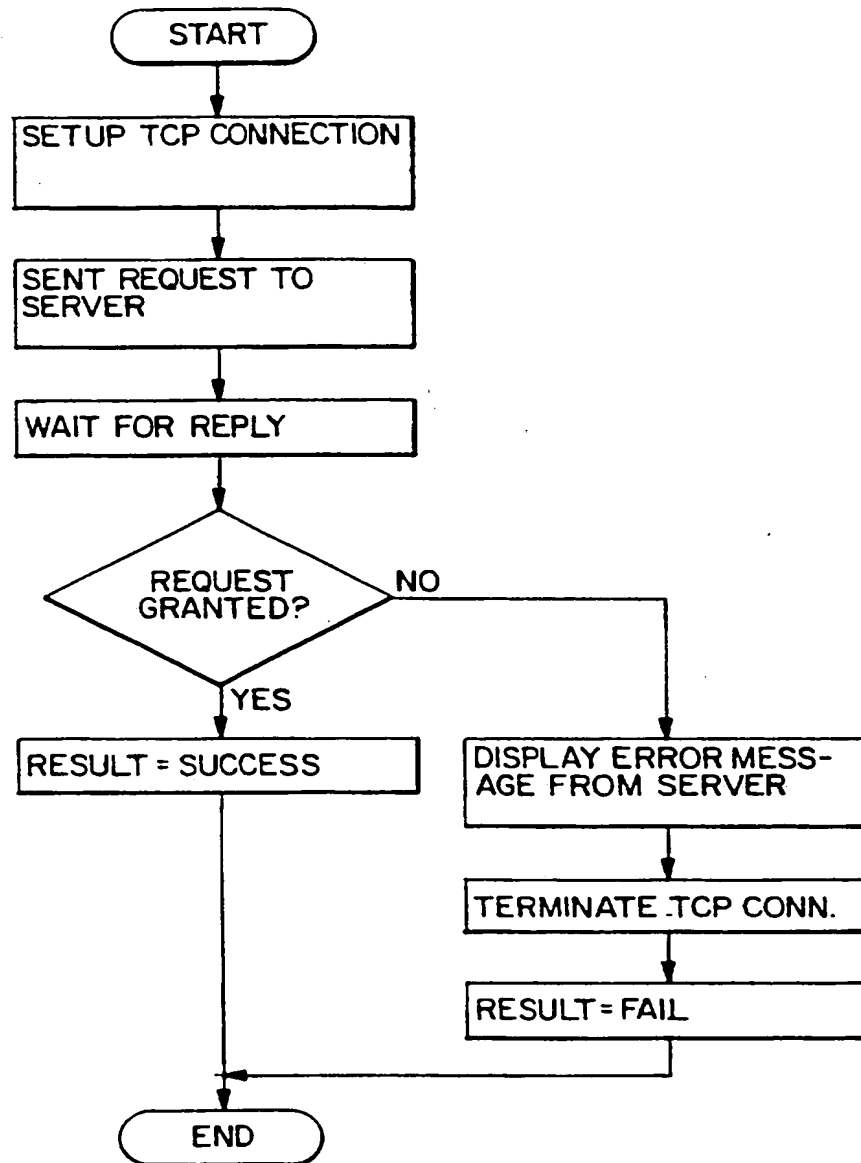 START
SETUP TCP CONNECTION
SENT REQUEST TO
SERVER
WAIT FOR REPLY
REQUEST
GRANTED?
NO
YES
RESULT = SUCCESS
DISPLAY ERROR MESS-
AGE FROM SERVER
TERMINATE TCP CONN.
RESULT = FAIL
END